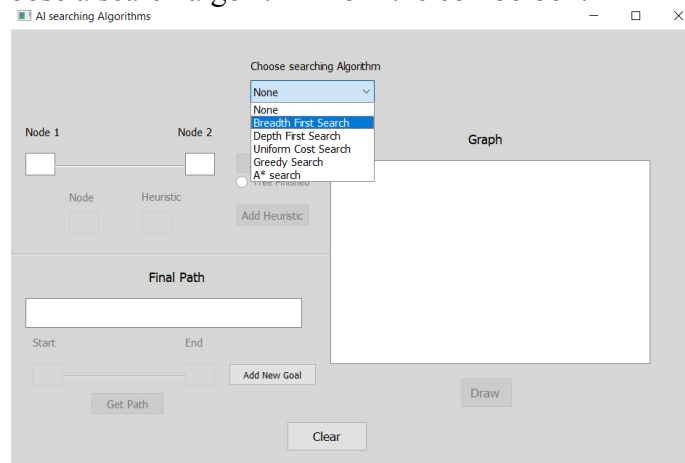 AI searching Algorithms
Choose searching Algorithm
None
None
Breadth First Search
Depth First Search
Uniform Cost Search
Greedy Search
A* search
Node 1
Node 2
Graph
Tree Finished
Node
Heuristic
Add Heuristic
Final Path
Start
End
Add New Goal
Get Path
Draw
Clear